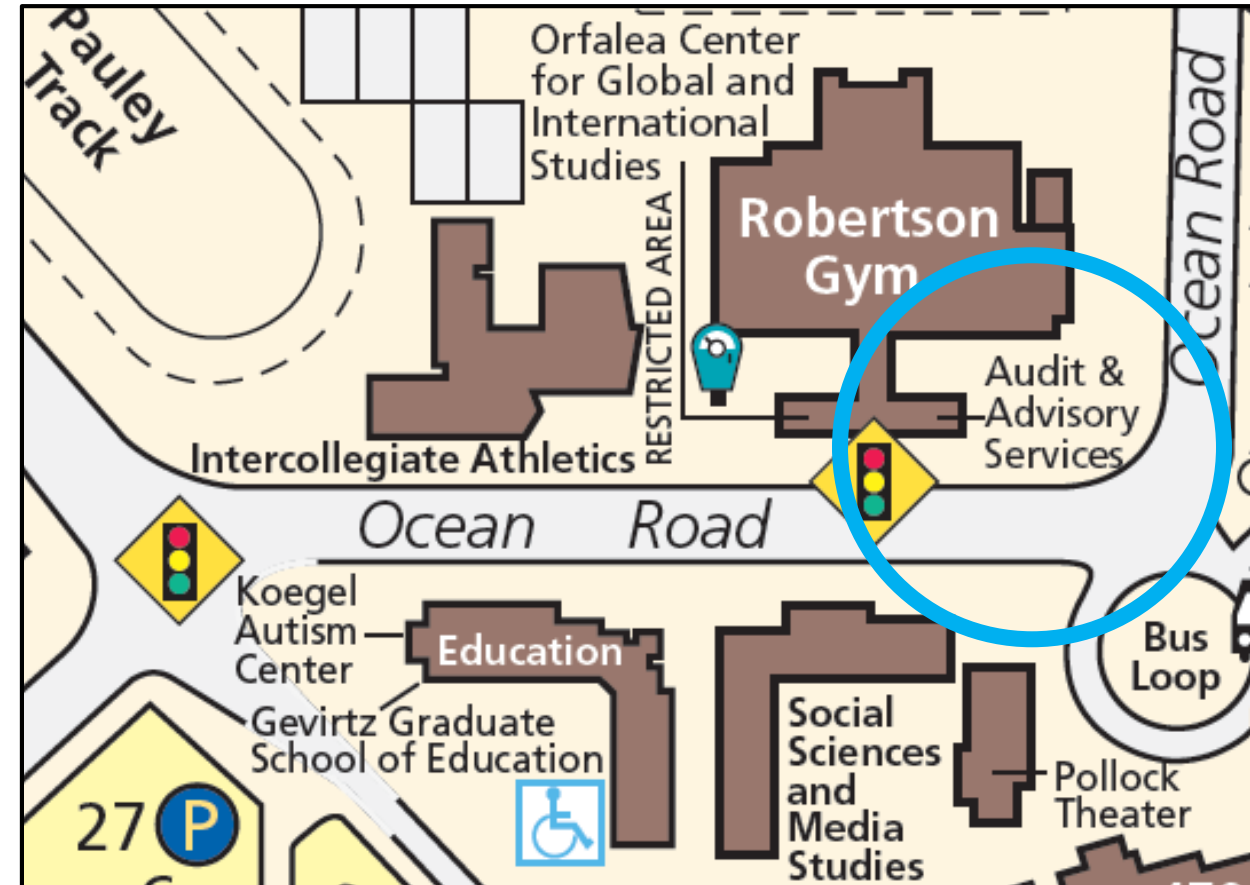 Pauley
Track
Orfalea Center
for Global and
International
Studies
RESTRICTED AREA
Robertson
Gym
Ocean Road
Audit &
Advisory
Services
Intercollegiate Athletics
Ocean Road
Koegel
Autism
Center
Education
Gevirtz Graduate
School of Education
Social
Sciences
and
Media
Studies
Bus
Loop
Pollock
Theater
27 P